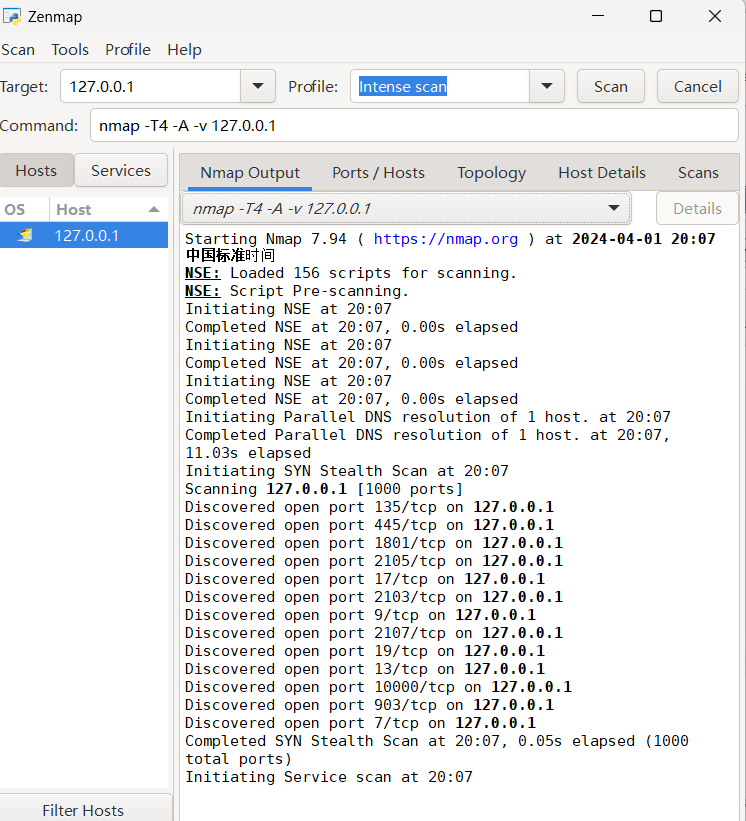 Zenmap
Scan Tools Profile Help
Target: 127.0.0.1 Profile: Intense scan Scan Cancel
Command: nmap -T4 -A -v 127.0.0.1
Hosts Services
OS Host
127.0.0.1
Filter Hosts
Nmap Output Ports / Hosts Topology Host Details Scans
nmap -T4 -A -v 127.0.0.1 Details
Starting Nmap 7.94 ( https://nmap.org ) at 2024-04-01 20:07
中国标准时间
NSE: Loaded 156 scripts for scanning.
NSE: Script Pre-scanning.
Initiating NSE at 20:07
Completed NSE at 20:07, 0.00s elapsed
Initiating NSE at 20:07
Completed NSE at 20:07, 0.00s elapsed
Initiating NSE at 20:07
Completed NSE at 20:07, 0.00s elapsed
Initiating Parallel DNS resolution of 1 host. at 20:07
Completed Parallel DNS resolution of 1 host. at 20:07,
11.03s elapsed
Initiating SYN Stealth Scan at 20:07
Scanning 127.0.0.1 [1000 ports]
Discovered open port 135/tcp on 127.0.0.1
Discovered open port 445/tcp on 127.0.0.1
Discovered open port 1801/tcp on 127.0.0.1
Discovered open port 2105/tcp on 127.0.0.1
Discovered open port 17/tcp on 127.0.0.1
Discovered open port 2103/tcp on 127.0.0.1
Discovered open port 9/tcp on 127.0.0.1
Discovered open port 2107/tcp on 127.0.0.1
Discovered open port 19/tcp on 127.0.0.1
Discovered open port 13/tcp on 127.0.0.1
Discovered open port 10000/tcp on 127.0.0.1
Discovered open port 903/tcp on 127.0.0.1
Discovered open port 7/tcp on 127.0.0.1
Completed SYN Stealth Scan at 20:07, 0.05s elapsed (1000
total ports)
Initiating Service scan at 20:07